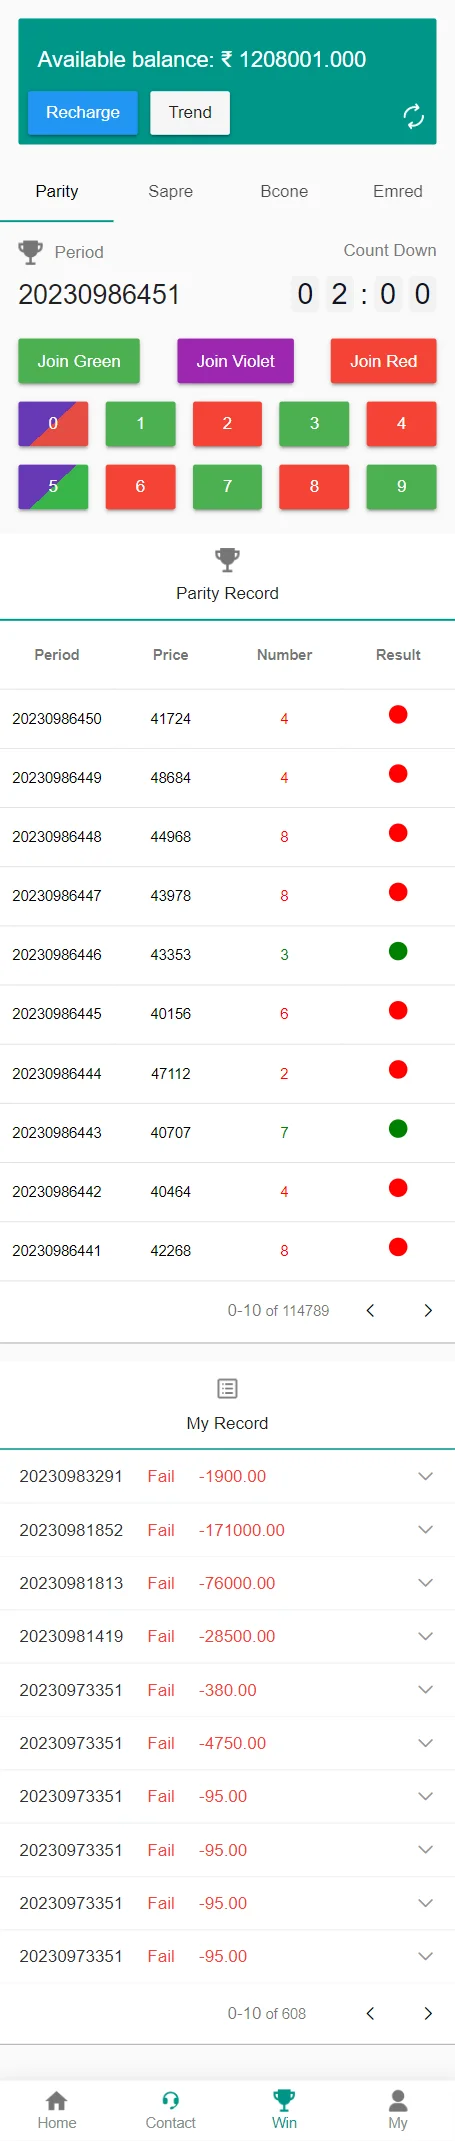 Available balance: ₹ 1208001.000
Recharge Trend
Parity Sapre Bcone Emred
Period Count Down
20230986451 0 2 : 0 0
Join Green Join Violet Join Red
0 1 2 3 4
5 6 7 8 9
Parity Record
Period Price Number Result
20230986450 41724 4
20230986449 48684 4
20230986448 44968 8
20230986447 43978 8
20230986446 43353 3
20230986445 40156 6
20230986444 47112 2
20230986443 40707 7
20230986442 40464 4
20230986441 42268 8
0-10 of 114789
My Record
20230983291 Fail -1900.00
20230981852 Fail -171000.00
20230981813 Fail -76000.00
20230981419 Fail -28500.00
20230973351 Fail -380.00
20230973351 Fail -4750.00
20230973351 Fail -95.00
20230973351 Fail -95.00
20230973351 Fail -95.00
20230973351 Fail -95.00
0-10 of 608
Home Contact Win My